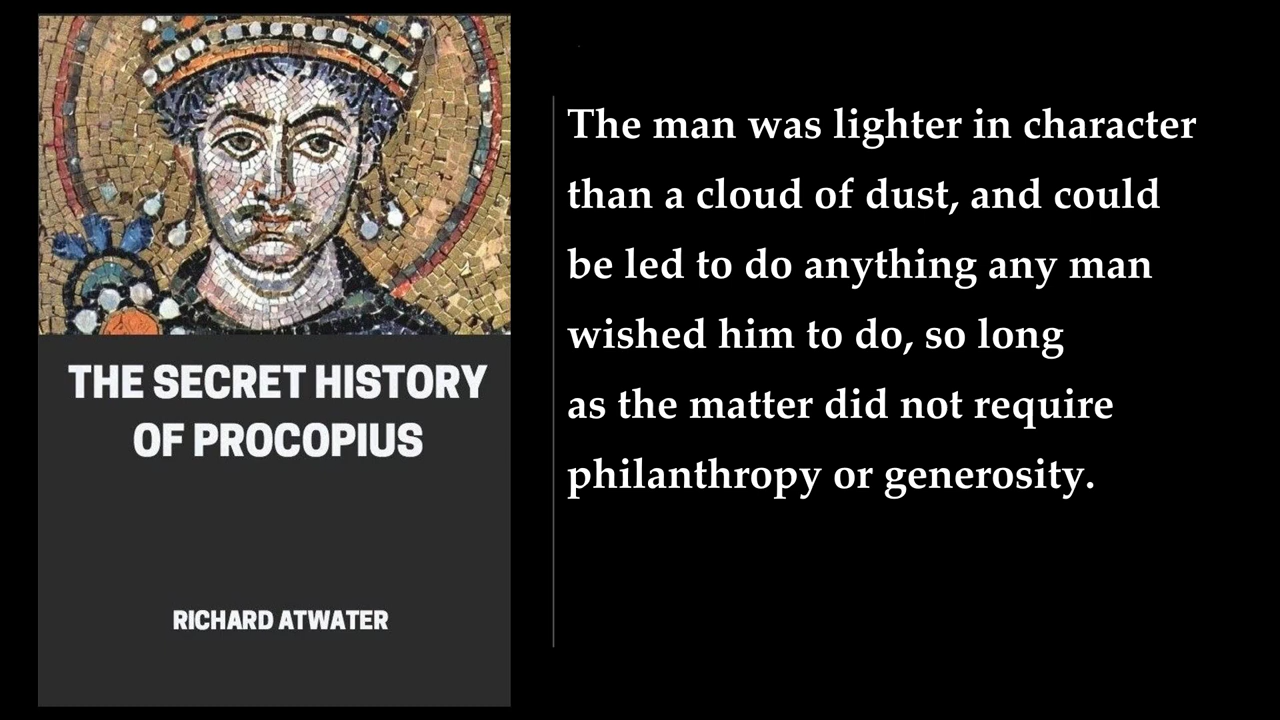 THE SECRET HISTORY
OF PROCOPIUS
RICHARD ATWATER
The man was lighter in character
than a cloud of dust, and could
be led to do anything any man
wished him to do, so long
as the matter did not require
philanthropy or generosity.